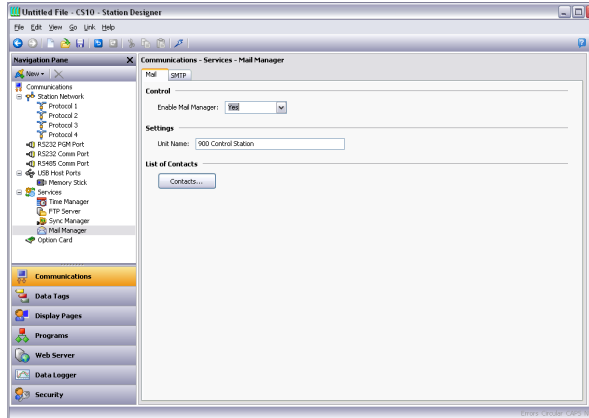 Untitled File - CS10 - Station Designer
File Edit View Go Link Help
Navigation Pane X
New
Communications
Station Network
Protocol 1
Protocol 2
Protocol 3
Protocol 4
RS232 PGM Port
RS232 Comm Port
RS485 Comm Port
USB Host Ports
Memory Stick
Services
Time Manager
FTP Server
Sync Manager
Mail Manager
Option Card
Communications
Data Tags
Display Pages
Programs
Web Server
Data Logger
Security
Communications - Services - Mail Manager
Mail SMTP
Control
Enable Mail Manager: Yes
Settings
Unit Name: 900 Control Station
List of Contacts
Contacts...
Errors Circular CAPS